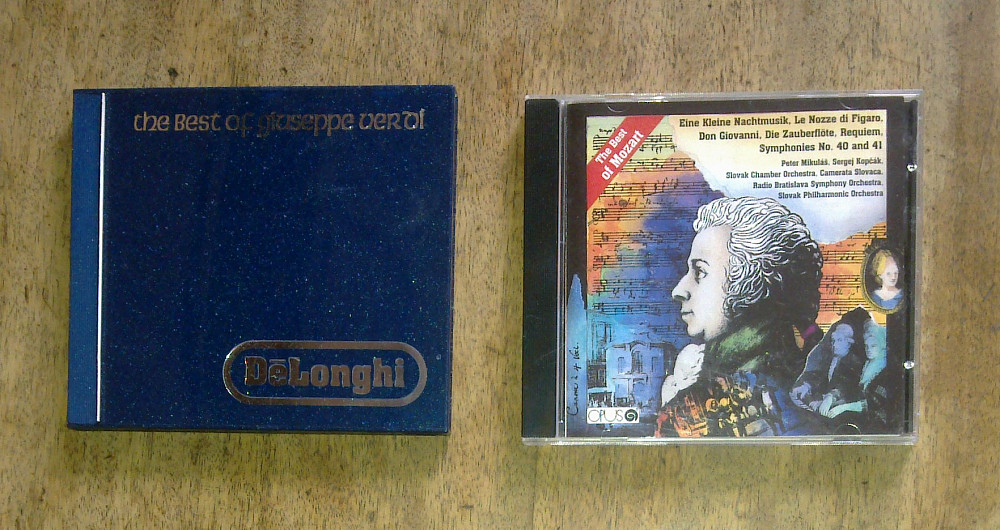 the Best of giuseppe verdi
DēLonghi
The Best
of Mozart
Eine Kleine Nachtmusik, Le Nozze di Figaro,
Don Giovanni, Die Zauberflöte, Requiem,
Symphonies No. 40 and 41
Peter Mikuláš, Sergej Kopčák,
Slovak Chamber Orchestra, Camerata Slovaca,
Radio Bratislava Symphony Orchestra,
Slovak Philharmonic Orchestra
OPUS